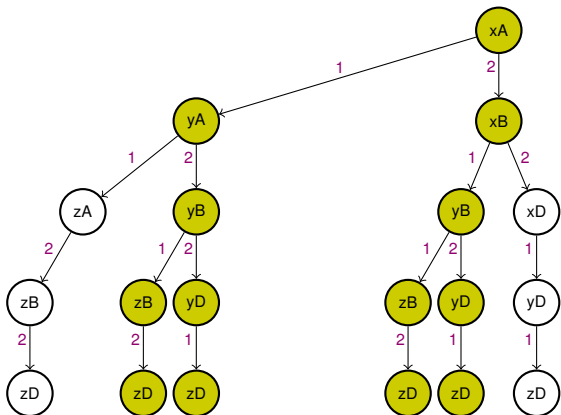 xA
1 2
yA xB
1 2 1 2
zA yB yB xD
2 1 2 1 2 1
zB zB yD zB yD yD
2 2 1 2 1 1
zD zD zD zD zD zD